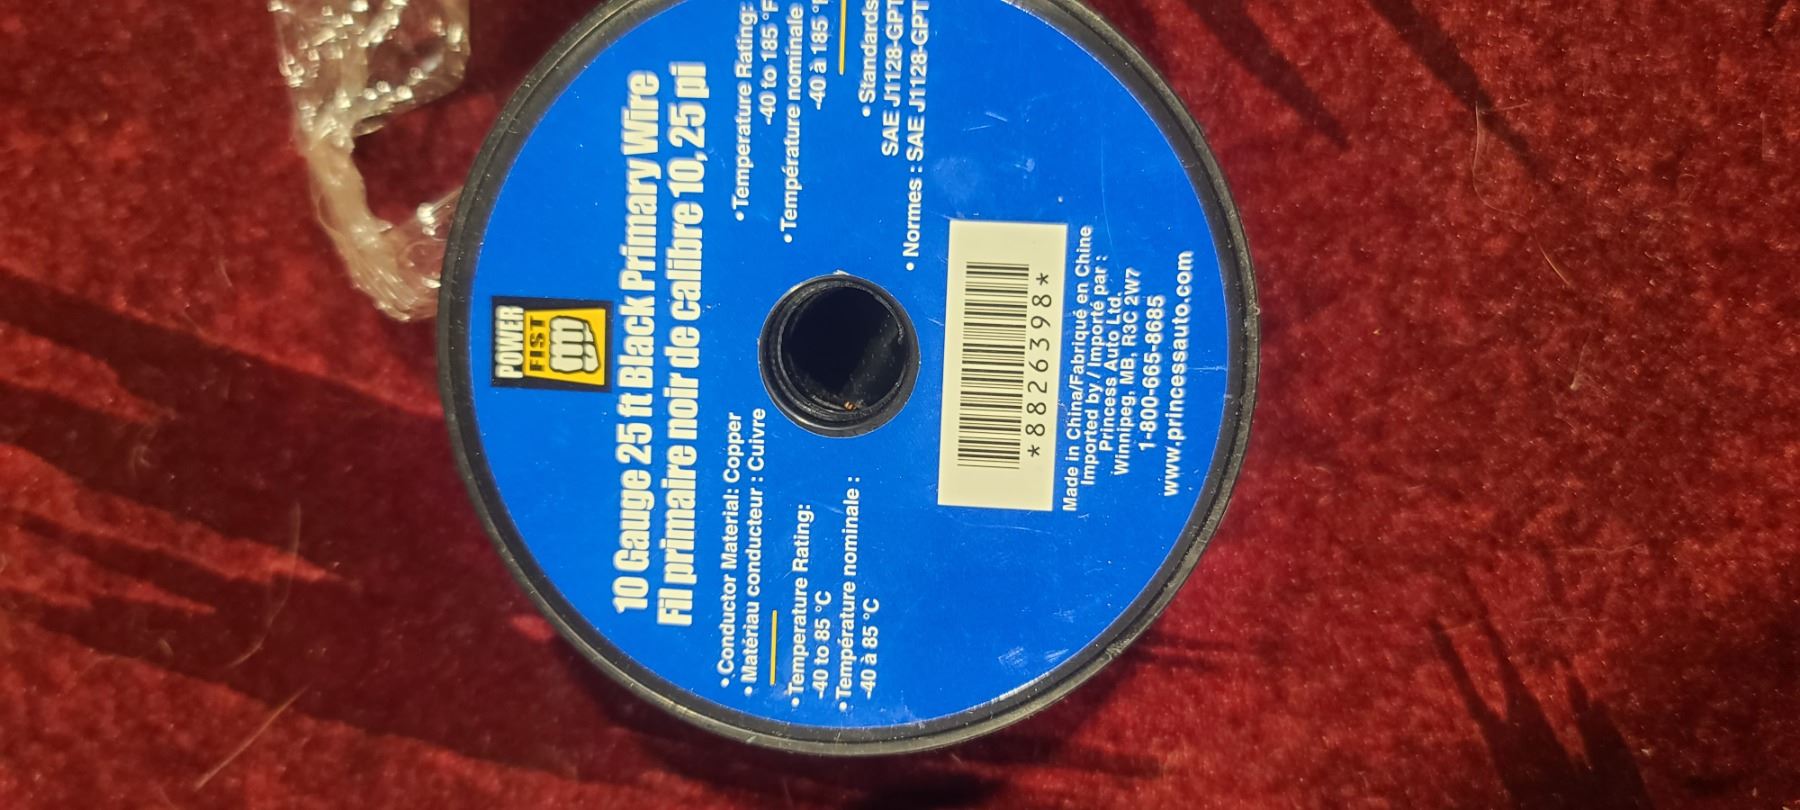 POWER
FIST
10 Gauge 25 ft Black Primary Wire
Fil primaire noir de calibre 10, 25 pi
• Conductor Material: Copper
• Matériau conducteur : Cuivre
• Temperature Rating:
-40 to 85 °C
• Température nominale :
-40 à 85 °C
• Temperature Rating:
-40 to 185 °F
• Température nominale
-40 à 185 °F
• Standards
SAE J1128-GPT
• Normes : SAE J1128-GPT
*8826398*
Made in China/Fabriqué en Chine
Imported by / Importé par :
Princess Auto Ltd.
Winnipeg, MB, R3C 2W7
1-800-665-8685
www.princessauto.com